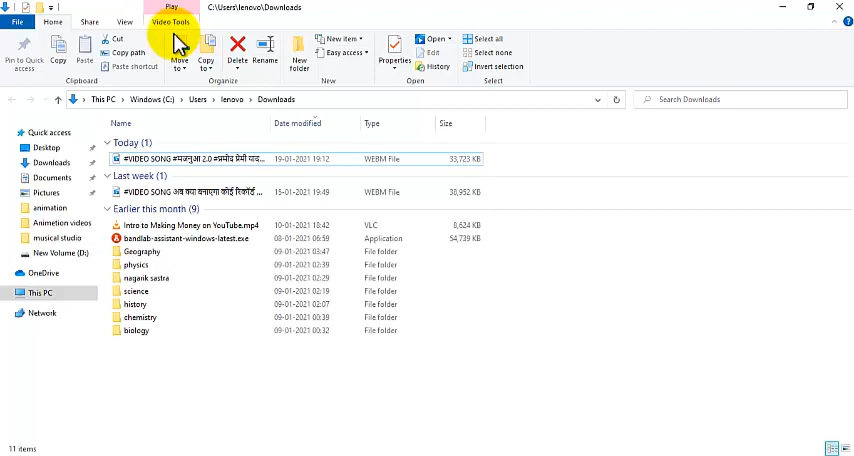 Play
C:\Users\lenovo\Downloads
File Home Share View Video Tools
Pin to Quick access
Copy
Paste
Cut
Copy path
Paste shortcut
Move to
Copy to
Delete
Rename
New folder
New item
Easy access
Properties
Open
Edit
History
Select all
Select none
Invert selection
Clipboard Organize New Open Select
This PC Windows (C:) Users lenovo Downloads
Search Downloads
Quick access
Desktop
Downloads
Documents
Pictures
animation
Animation videos
musical studio
New Volume (D:)
OneDrive
This PC
Network
Name Date modified Type Size
Today (1)
#VIDEO SONG #मजनुआ 2.0 #प्रमोद प्रेमी याद... 19-01-2021 19:12 WEBM File 33,723 KB
Last week (1)
#VIDEO SONG अब क्या बनाएगा कोई रिकॉर्ड ... 15-01-2021 19:49 WEBM File 38,952 KB
Earlier this month (9)
Intro to Making Money on YouTube.mp4 10-01-2021 18:42 VLC 8,624 KB
bandlab-assistant-windows-latest.exe 08-01-2021 06:59 Application 54,739 KB
Geography 09-01-2021 03:47 File folder
physics 09-01-2021 02:39 File folder
nagarik sastra 09-01-2021 02:29 File folder
science 09-01-2021 02:19 File folder
history 09-01-2021 02:07 File folder
chemistry 09-01-2021 00:39 File folder
biology 09-01-2021 00:32 File folder
11 items